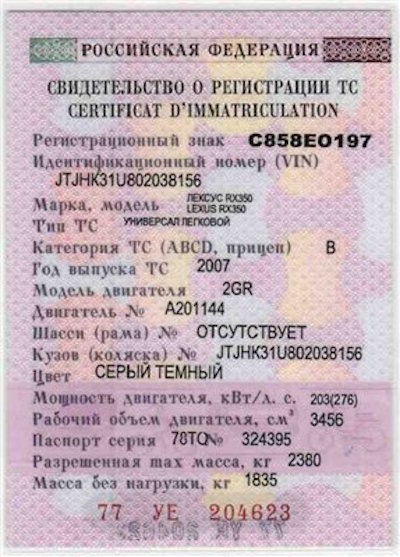 РОССИЙСКАЯ ФЕДЕРАЦИЯ
СВИДЕТЕЛЬСТВО О РЕГИСТРАЦИИ ТС
CERTIFICAT D'IMMATRICULATION
Регистрационный знак С858ЕО197
Идентификационный номер (VIN)
JTJHK31U802038156
Марка, модель ЛЕКСУС RX350
LEXUS RX350
Тип ТС УНИВЕРСАЛ ЛЕГКОВОЙ
Категория ТС (ABCD, прицеп) B
Год выпуска ТС 2007
Модель двигателя 2GR
Двигатель № A201144
Шасси (рама) № ОТСУТСТВУЕТ
Кузов (коляска) № JTJHK31U802038156
Цвет СЕРЫЙ ТЕМНЫЙ
Мощность двигателя, кВт/л. с. 203(276)
Рабочий объем двигателя, см³ 3456
Паспорт серия 78ТО № 324395
Разрешенная max масса, кг 2380
Масса без нагрузки, кг 1835
77 УЕ 204623